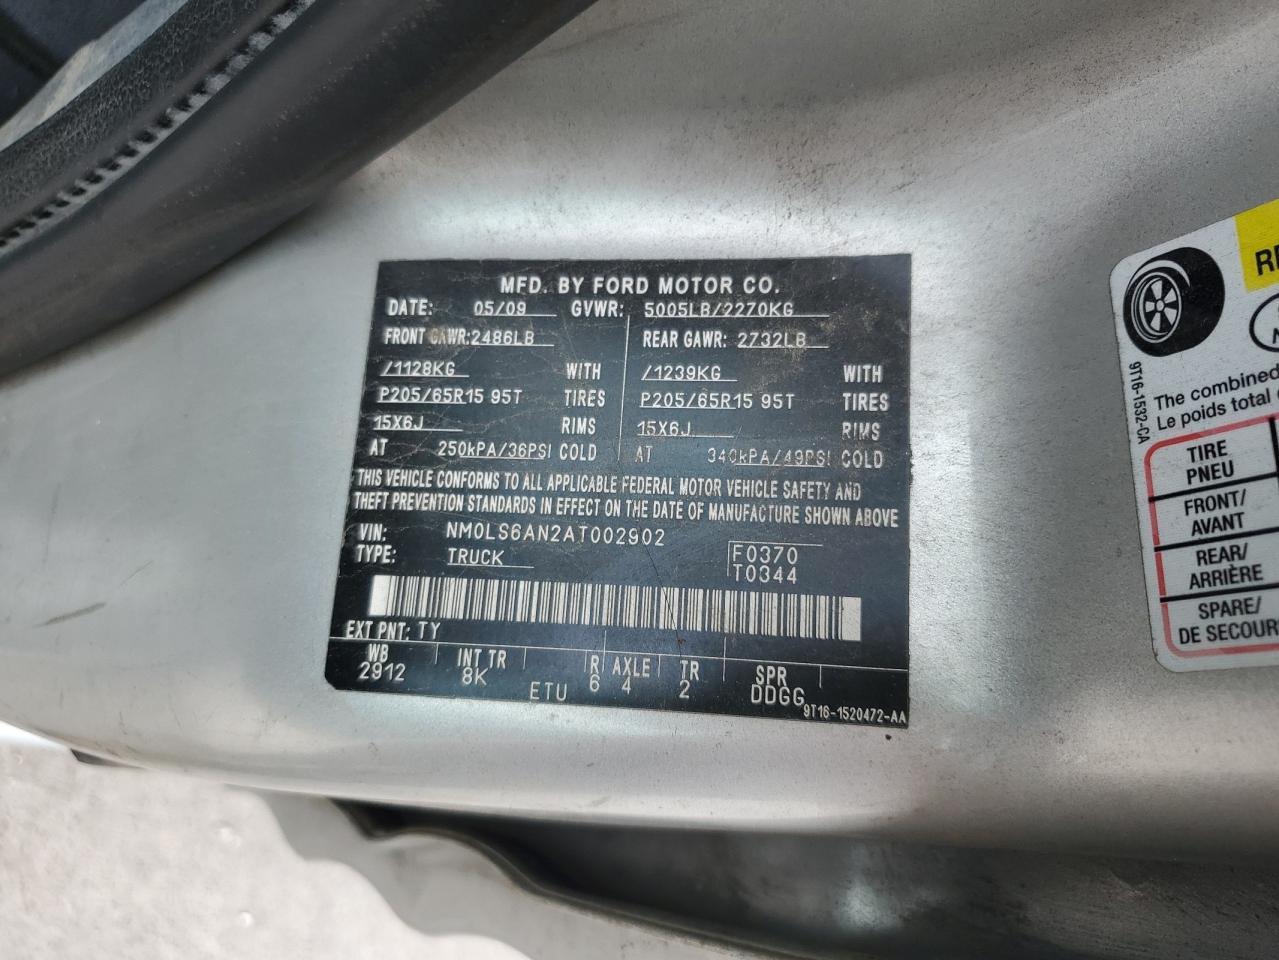 MFD. BY FORD MOTOR CO.
DATE: 05/09 GVWR: 5005LB/2270KG
FRONT GAWR: 2486LB REAR GAWR: 2732LB
/1128KG WITH /1239KG WITH
P205/65R15 95T TIRES P205/65R15 95T TIRES
15X6J RIMS 15X6J RIMS
AT 250kPA/36PSI COLD AT 340kPA/49PSI COLD
THIS VEHICLE CONFORMS TO ALL APPLICABLE FEDERAL MOTOR VEHICLE SAFETY AND
THEFT PREVENTION STANDARDS IN EFFECT ON THE DATE OF MANUFACTURE SHOWN ABOVE
VIN: NM0LS6AN2AT002902
TYPE: TRUCK
F0370
T0344
EXT PNT: TY
WB INT TR R AXLE TR SPR
2912 8K ETU 6 4 2 DDGG
9T16-1520472-AA
9T16-1532-CA
The combined
Le poids total
TIRE
PNEU
FRONT/
AVANT
REAR/
ARRIÈRE
SPARE/
DE SECOUR